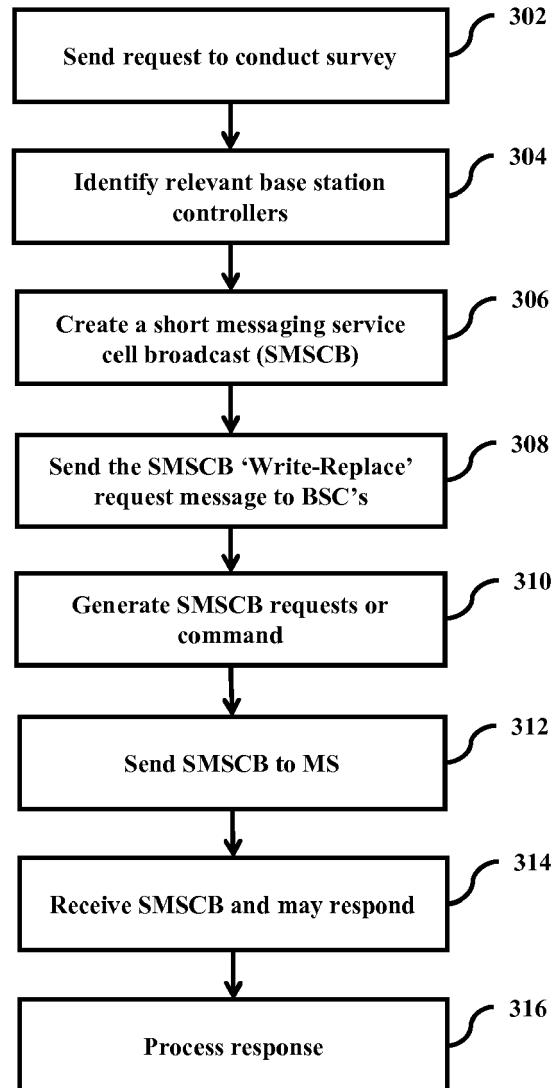 302
Send request to conduct survey
304
Identify relevant base station
controllers
306
Create a short messaging service
cell broadcast (SMSCB)
308
Send the SMSCB ‘Write-Replace’
request message to BSC’s
310
Generate SMSCB requests or
command
312
Send SMSCB to MS
314
Receive SMSCB and may respond
316
Process response